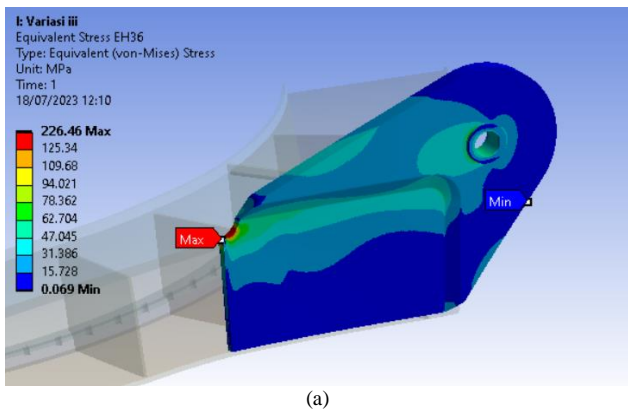 I: Variasi iii
Equivalent Stress EH36
Type: Equivalent (von-Mises) Stress
Unit: MPa
Time: 1
18/07/2023 12:10
226.46 Max
125.34
109.68
94.021
78.362
62.704
47.045
31.386
15.728
0.069 Min
Max
Min
(a)